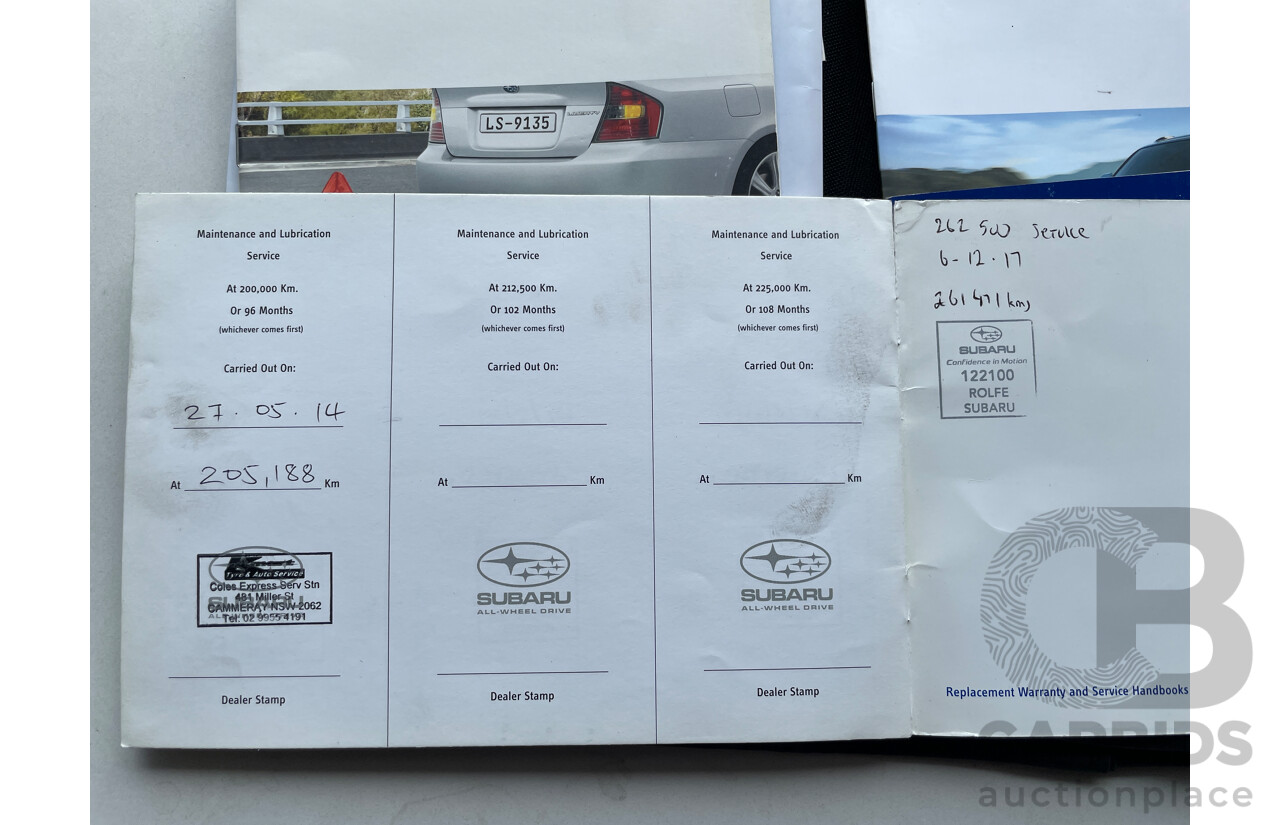 LS-9135
LIBERTY
Maintenance and Lubrication
Service
At 200,000 Km.
Or 96 Months
(whichever comes first)
Carried Out On:
27.05.14
At 205,188 Km
Tyre & Auto Service
Coles Express Serv Stn
481 Miller St
CAMMERAY NSW 2062
Tel: 02 9955 4191
Dealer Stamp
Maintenance and Lubrication
Service
At 212,500 Km.
Or 102 Months
(whichever comes first)
Carried Out On:
At Km
SUBARU
ALL-WHEEL DRIVE
Dealer Stamp
Maintenance and Lubrication
Service
At 225,000 Km.
Or 108 Months
(whichever comes first)
Carried Out On:
At Km
SUBARU
ALL-WHEEL DRIVE
Dealer Stamp
262 500 Service
6-12.17
261471 kms
SUBARU
Confidence in Motion
122100
ROLFE
SUBARU
Replacement Warranty and Service Handbooks
CARBIDS
auctionplace